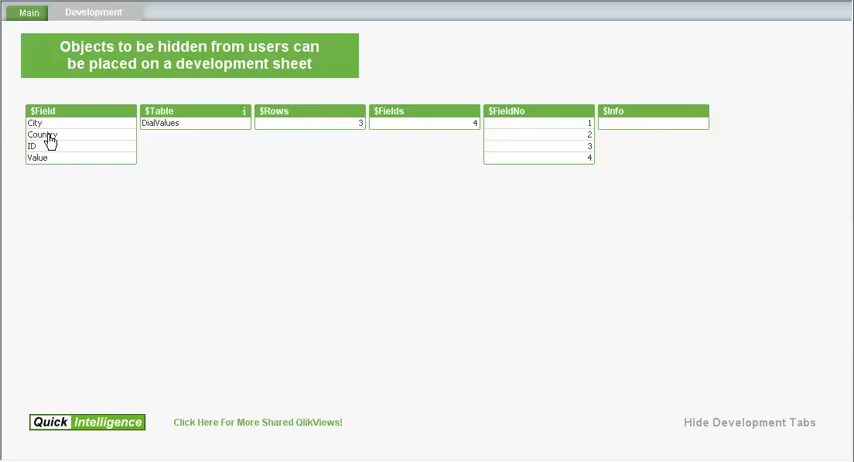 Main Development
Objects to be hidden from users can
be placed on a development sheet
$Field $Table i $Rows $Fields $FieldNo $Info
City DialValues 3 4 1
Country 2
ID 3
Value 4
Quick Intelligence Click Here For More Shared QlikViews! Hide Development Tabs